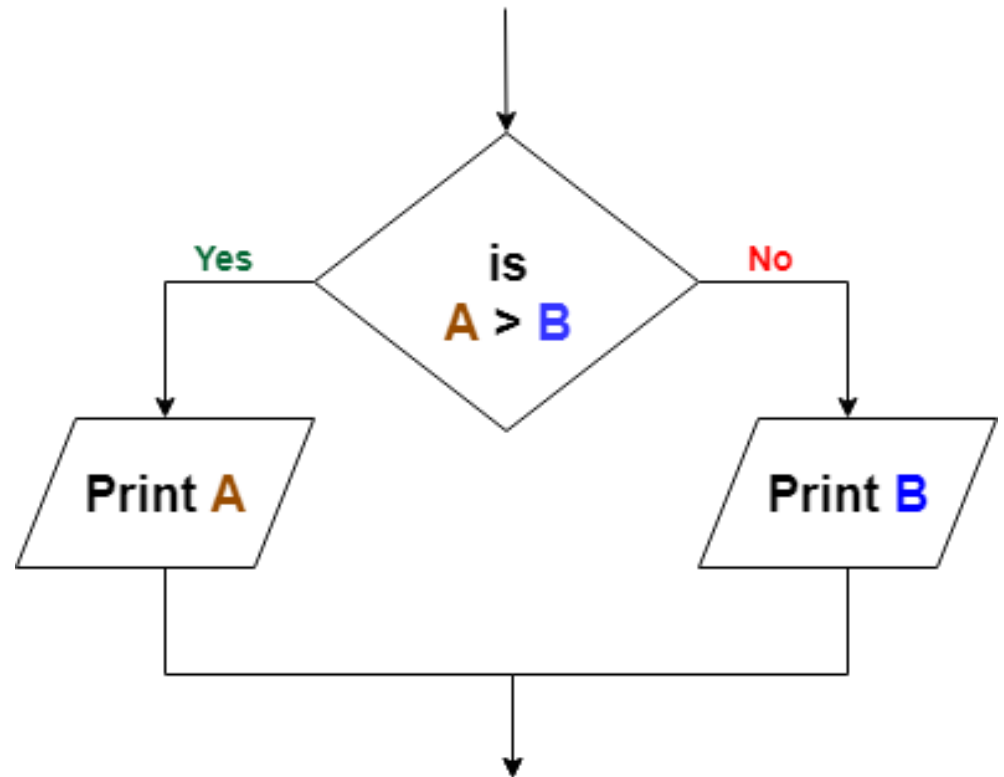 Yes
No
is
A > B
Print A
Print B